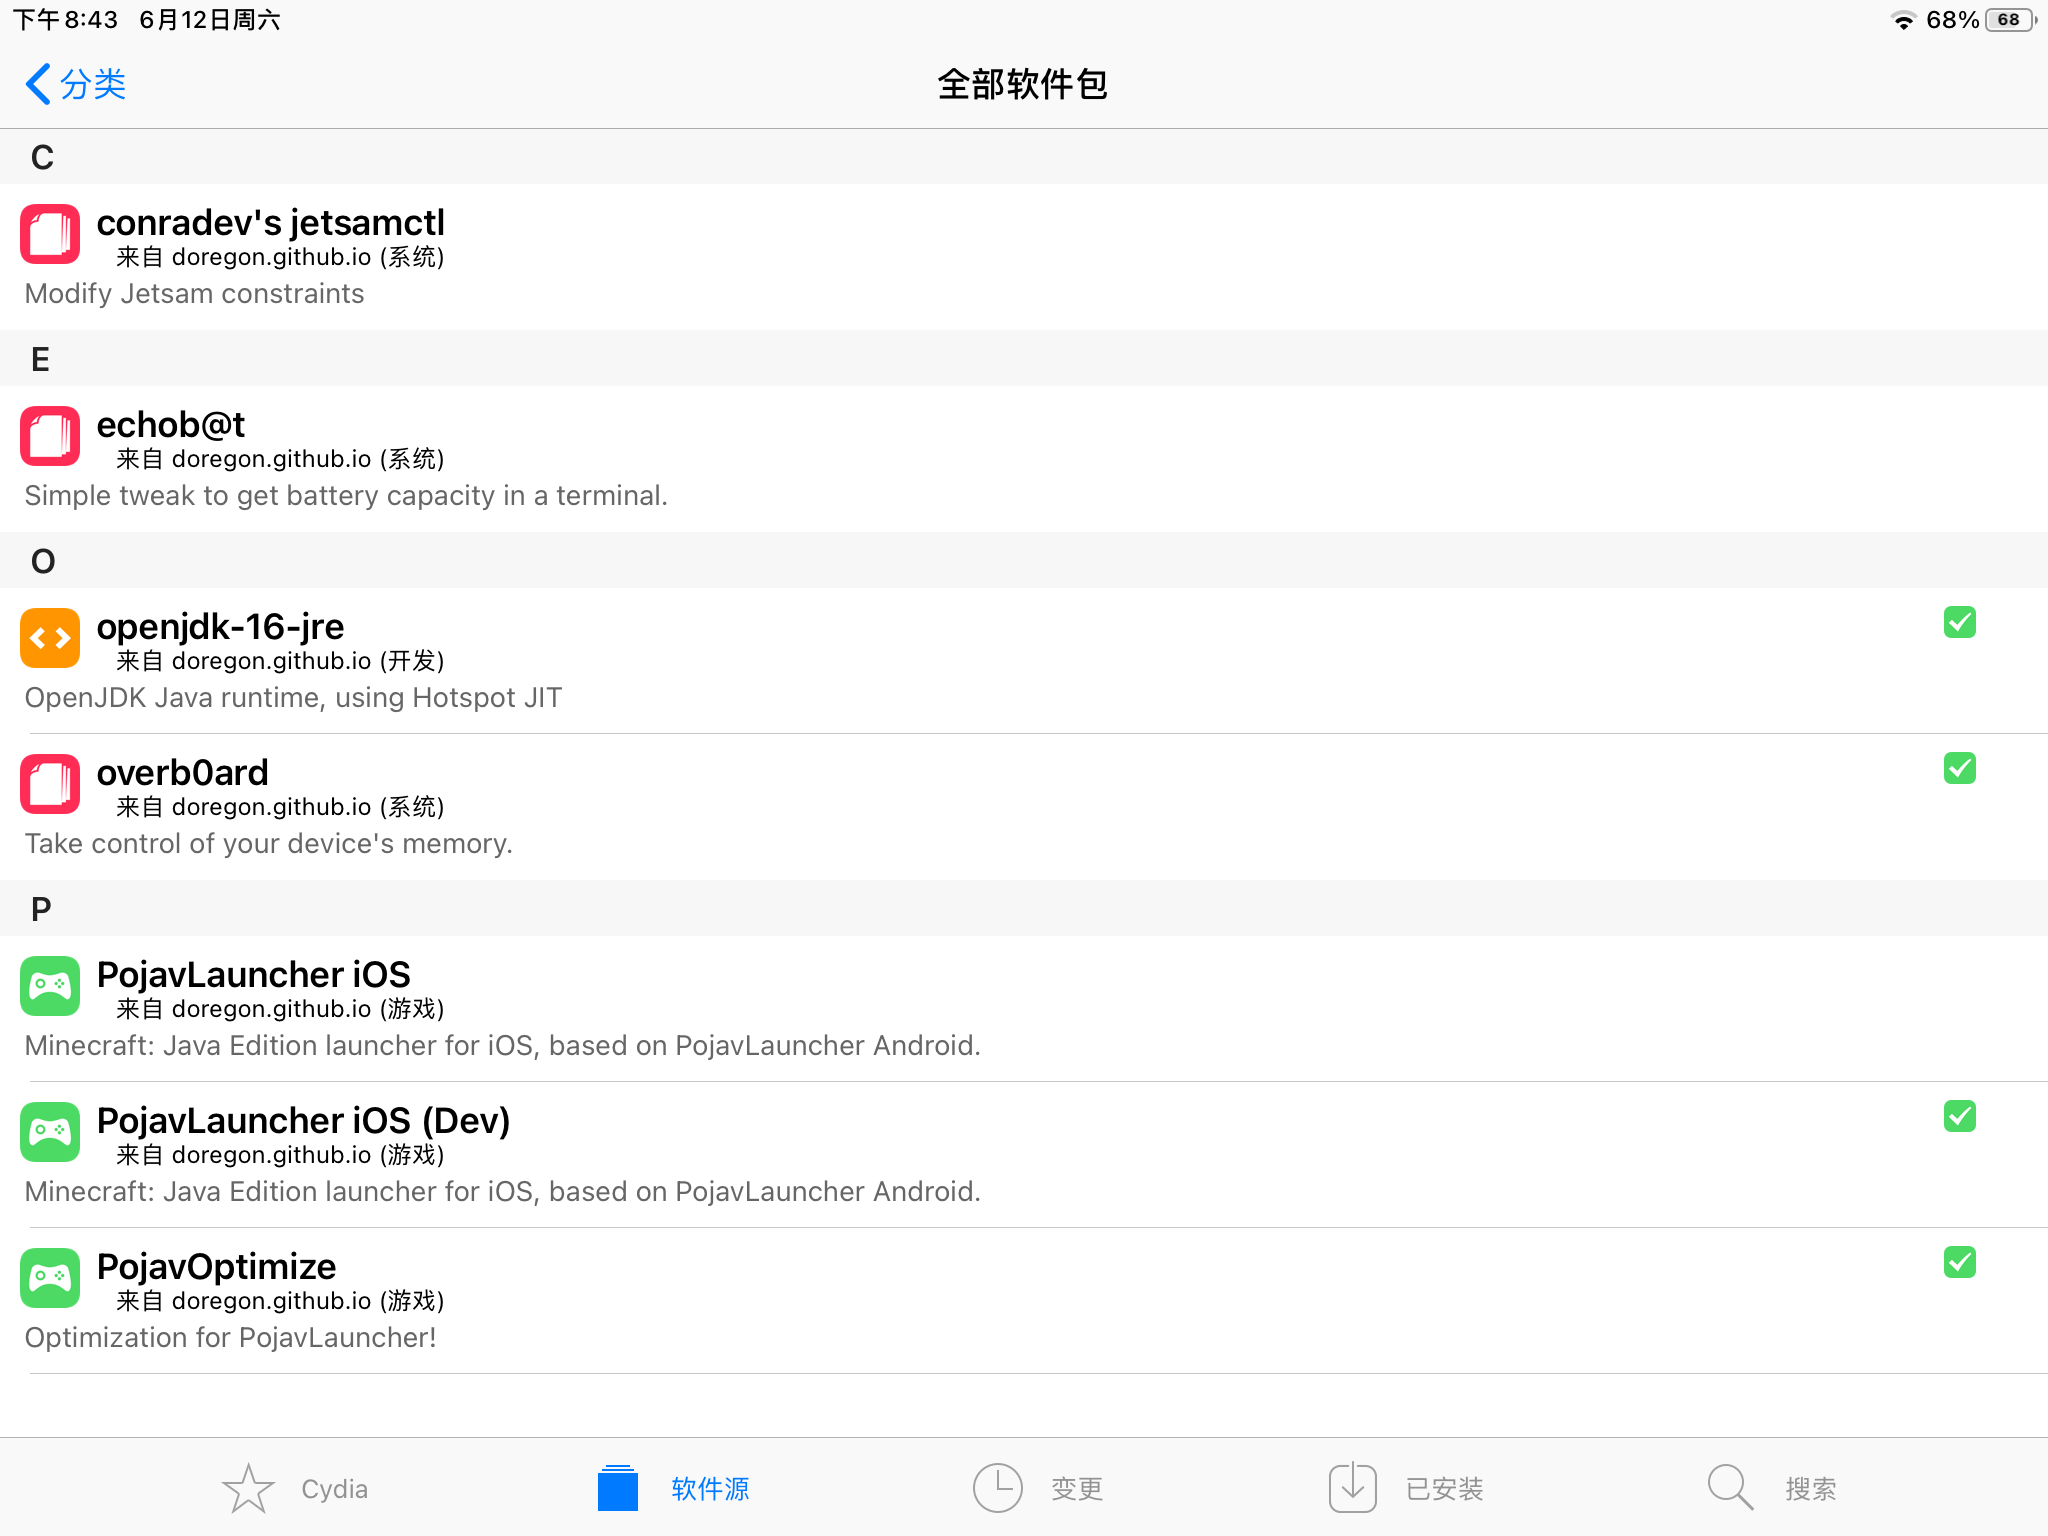 下午8:43 6月12日周六 68% 68
分类 全部软件包
C
conradev's jetsamctl
来自 doregon.github.io (系统)
Modify Jetsam constraints
E
echob@t
来自 doregon.github.io (系统)
Simple tweak to get battery capacity in a terminal.
O
openjdk-16-jre
来自 doregon.github.io (开发)
OpenJDK Java runtime, using Hotspot JIT
overb0ard
来自 doregon.github.io (系统)
Take control of your device's memory.
P
PojavLauncher iOS
来自 doregon.github.io (游戏)
Minecraft: Java Edition launcher for iOS, based on PojavLauncher Android.
PojavLauncher iOS (Dev)
来自 doregon.github.io (游戏)
Minecraft: Java Edition launcher for iOS, based on PojavLauncher Android.
PojavOptimize
来自 doregon.github.io (游戏)
Optimization for PojavLauncher!
Cydia 软件源 变更 已安装 搜索